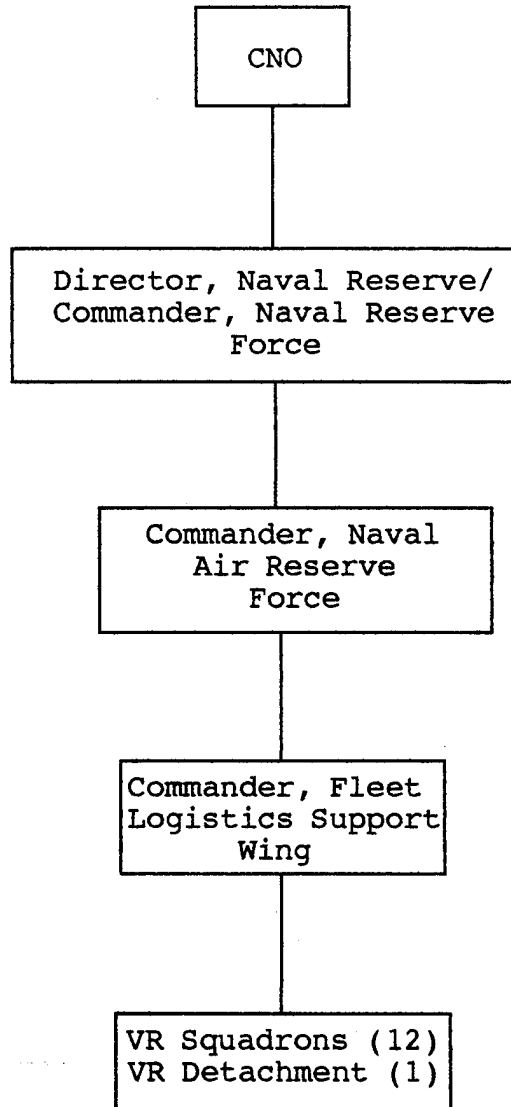 CNO
Director, Naval Reserve/
Commander, Naval Reserve
Force
Commander, Naval
Air Reserve
Force
Commander, Fleet
Logistics Support
Wing
VR Squadrons (12)
VR Detachment (1)